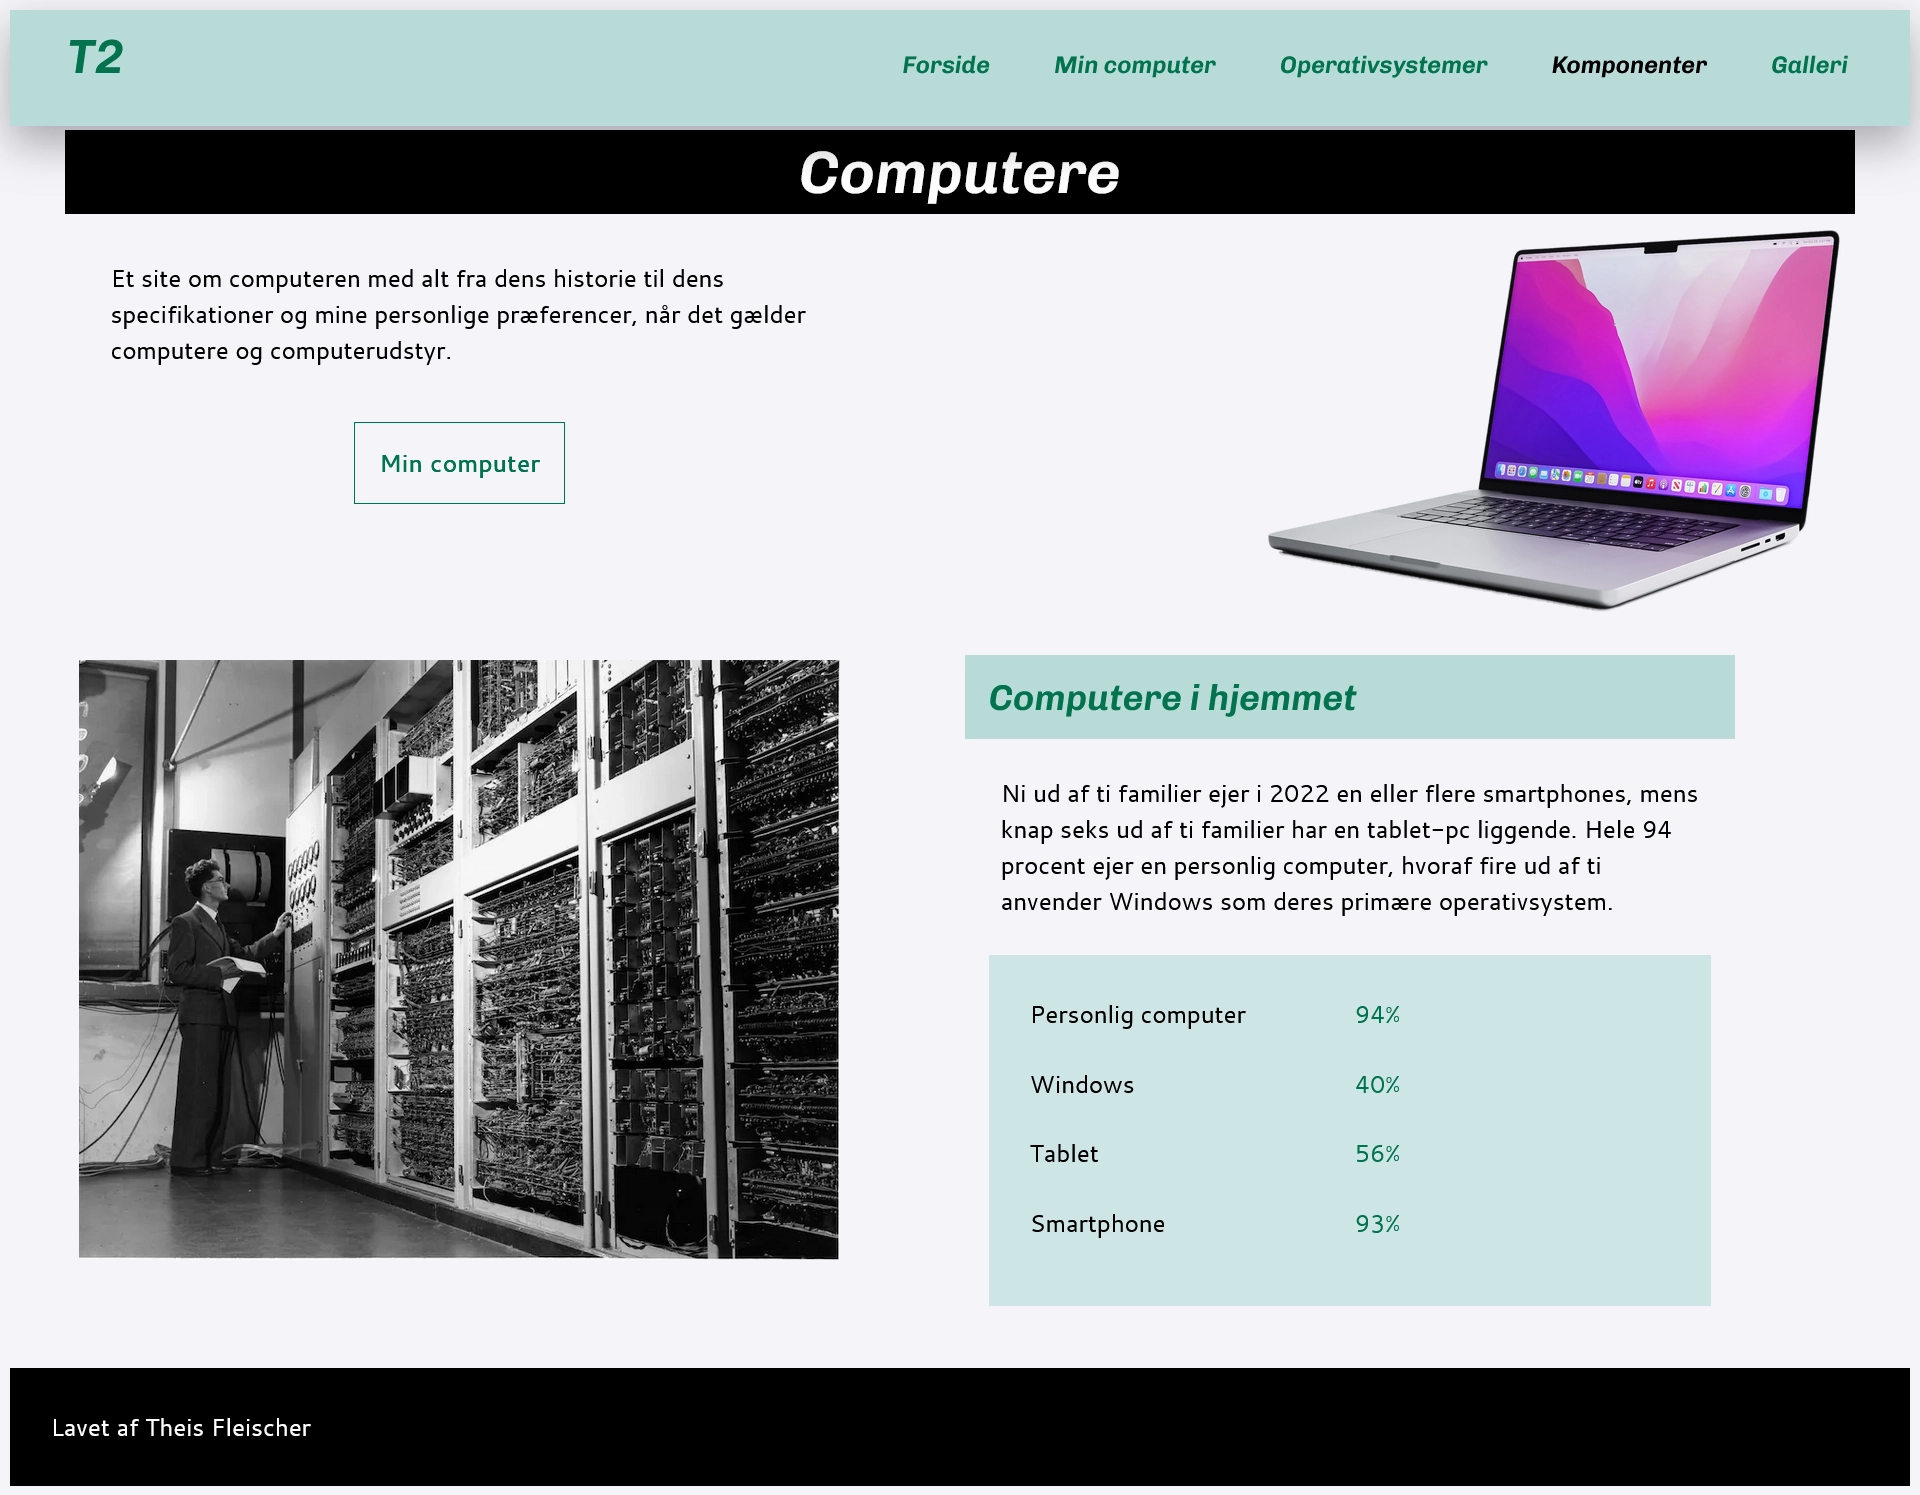 T2
Forside
Min computer
Operativsystemer
Komponenter
Galleri
Computere
Et site om computeren med alt fra dens historie til dens
specifikationer og mine personlige præferencer, når det gælder
computere og computerudstyr.
Min computer
Computere i hjemmet
Ni ud af ti familier ejer i 2022 en eller flere smartphones, mens
knap seks ud af ti familier har en tablet-pc liggende. Hele 94
procent ejer en personlig computer, hvoraf fire ud af ti
anvender Windows som deres primære operativsystem.
Personlig computer 94%
Windows 40%
Tablet 56%
Smartphone 93%
Lavet af Theis Fleischer